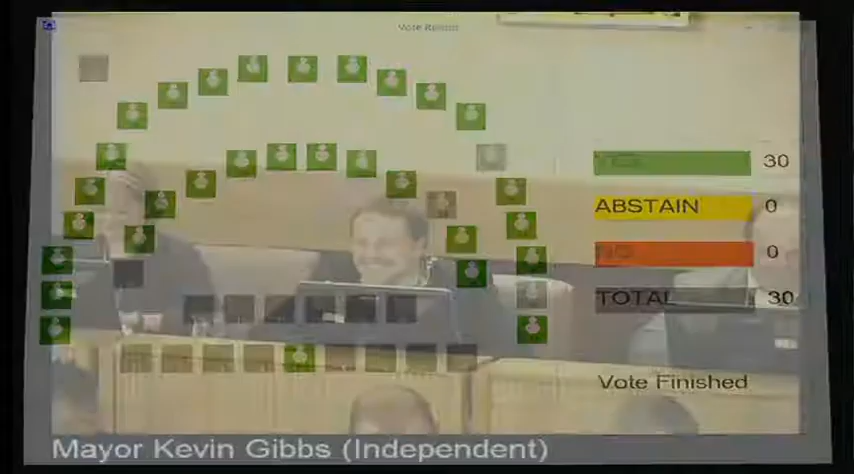 Vote Result
YES 30
ABSTAIN 0
NO 0
TOTAL 30
Vote Finished
Mayor Kevin Gibbs (Independent)